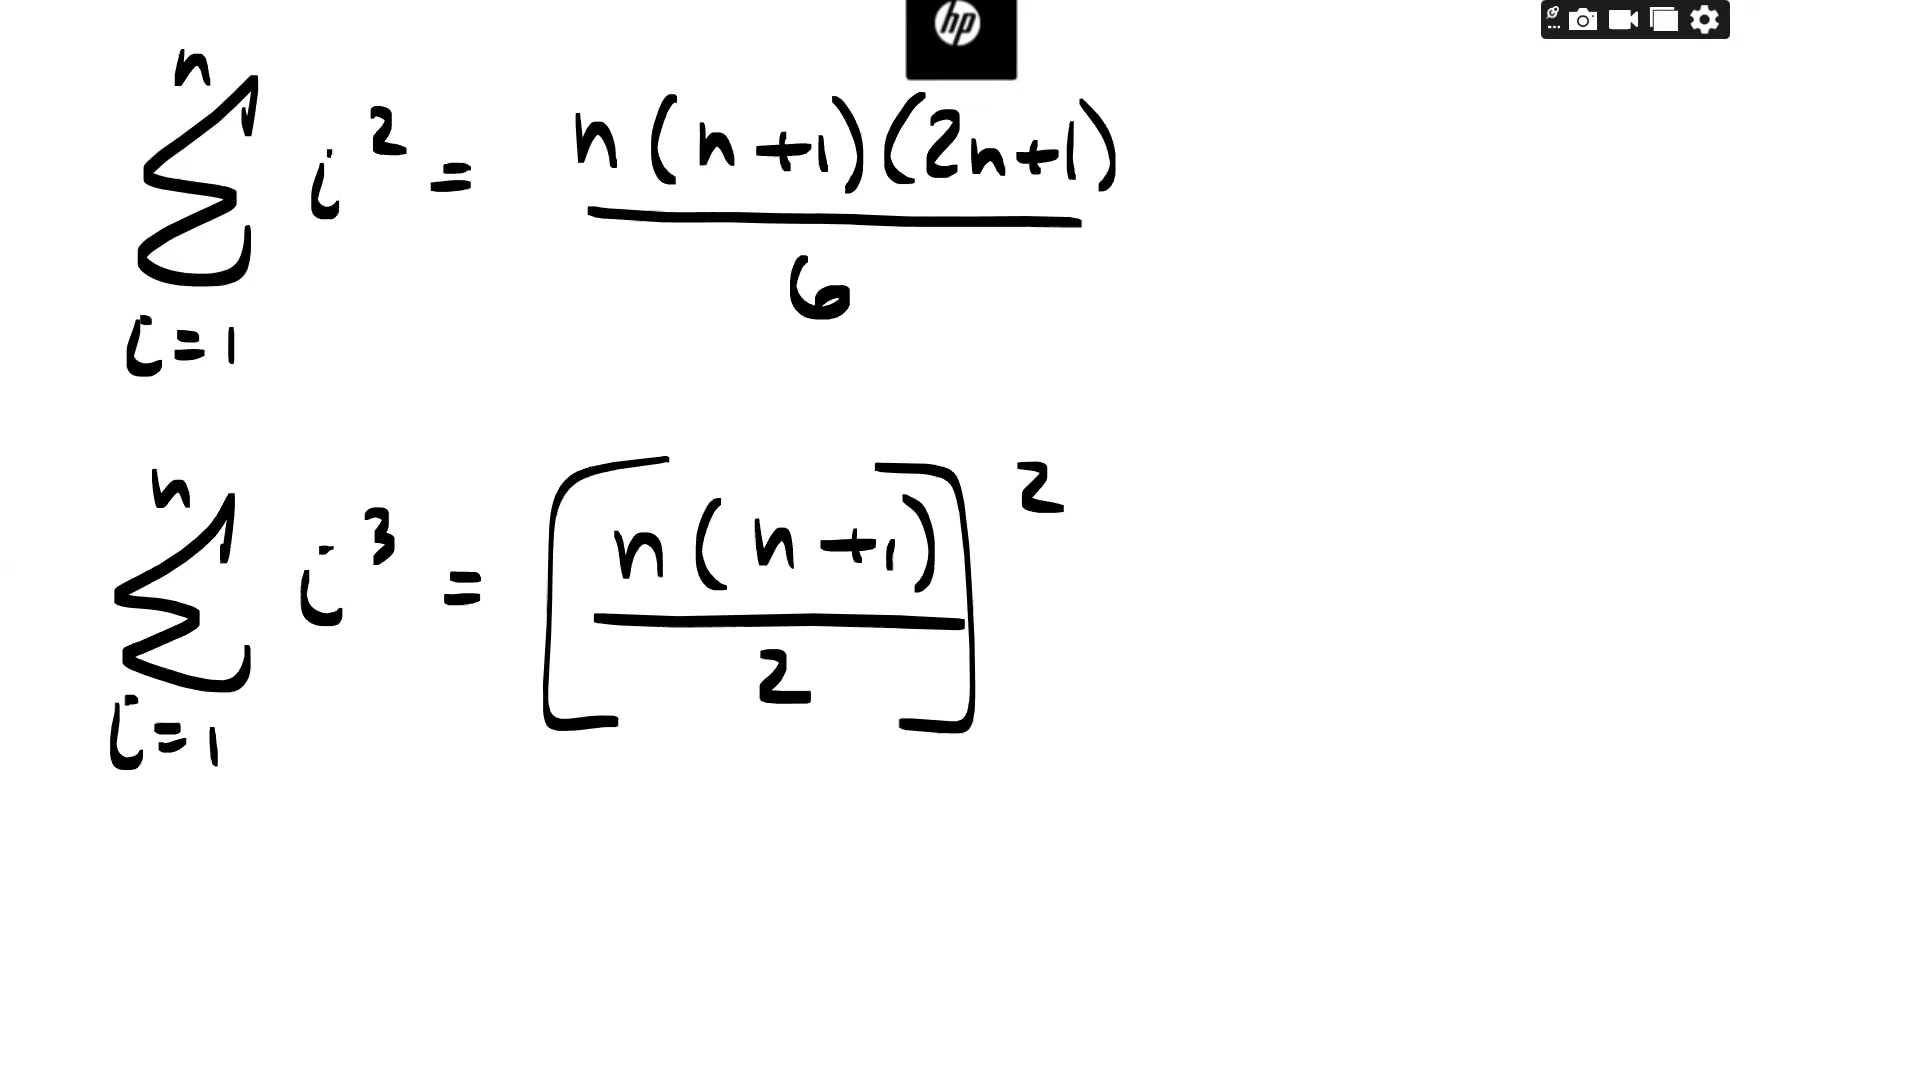 hp
n
∑ i² = n(n+1)(2n+1)
6
i=1
n
∑ i³ = [n(n+1)]²
2
i=1